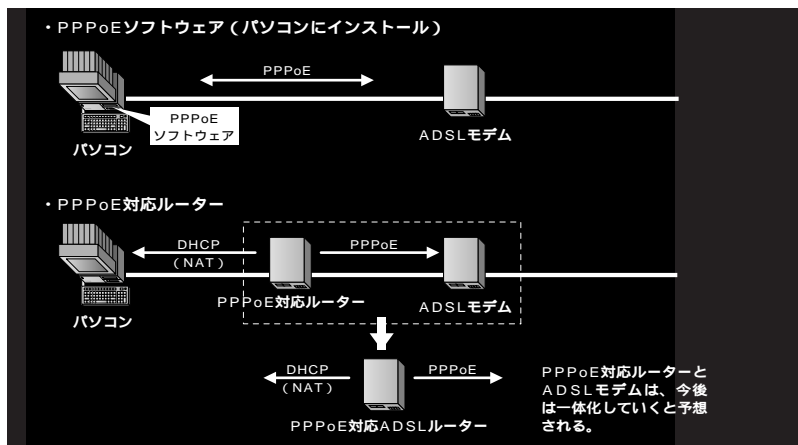 ・PPPoEソフトウェア（パソコンにインストール）
PPPoE
PPPoE
ソフトウェア
パソコン
ADSLモデム
・PPPoE対応ルーター
DHCP
（NAT）
PPPoE
PPPoE対応ルーター
ADSLモデム
パソコン
DHCP
（NAT）
PPPoE
PPPoE対応ADSLルーター
PPPoE対応ルーターと
ADSLモデムは、今後
は一体化していくと予想
される。